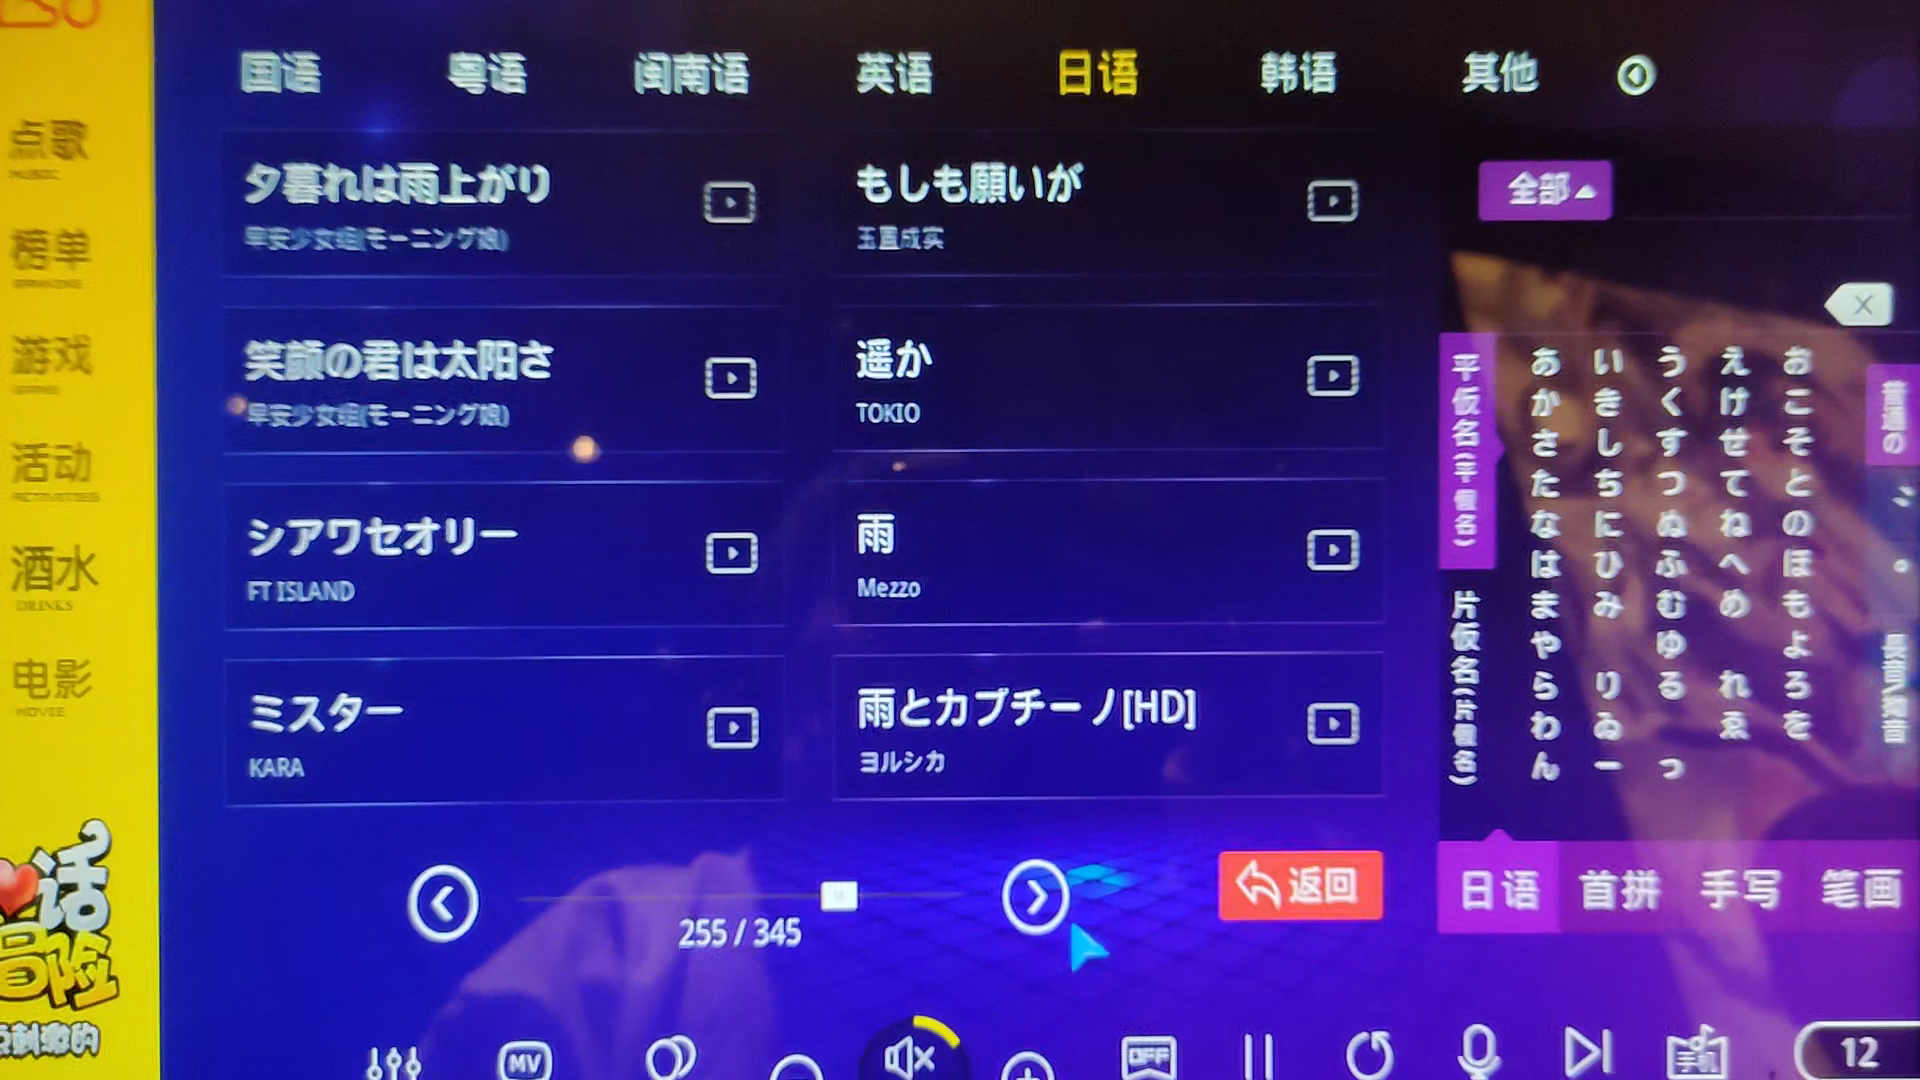 国语 粤语 闽南语 英语 日语 韩语 其他
点歌
MUSIC
榜单
游戏
GAME
活动
ACTIVITIES
酒水
DRINKS
电影
MOVIE
话
冒险
刺激的
夕暮れは雨上がり
早安少女组(モーニング娘)
もしも願いが
玉置成实
笑顔の君は太阳さ
早安少女组(モーニング娘)
遥か
TOKIO
シアワセオリー
FT ISLAND
雨
Mezzo
ミスター
KARA
雨とカプチーノ[HD]
ヨルシカ
255 / 345
返回
全部
平仮名(平假名)
片仮名(片假名)
あいうえお
かきくけこ
さしすせそ
たちつてと
なにぬねの
はひふへほ
まみむめも
やゆよ
らりるれろ
わゐゑを
んーっ
普通の
長音/拗音
日语 首拼 手写 笔画
MV
OFF
手机
12